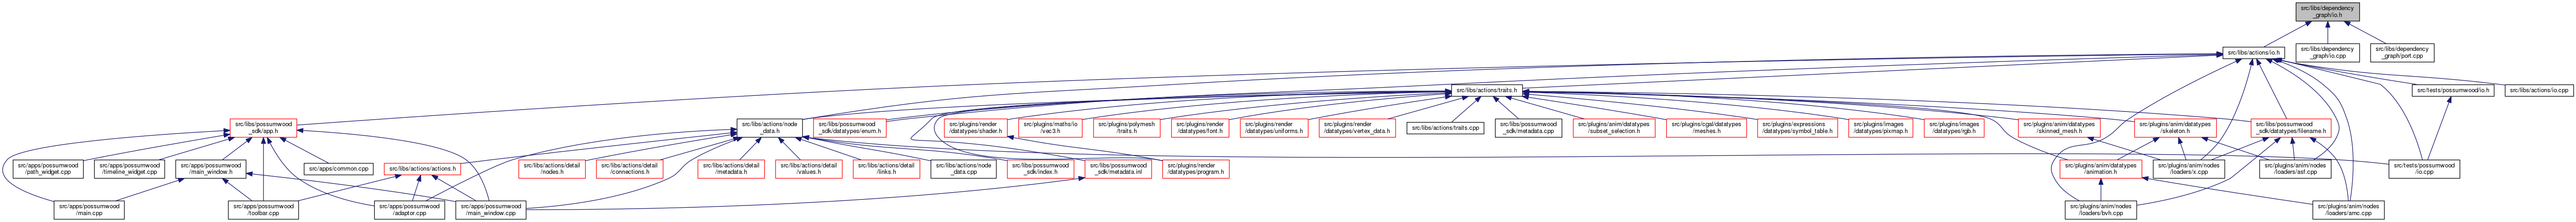 src/libs/dependency
_graph/io.h
src/libs/actions/io.h
src/libs/dependency
_graph/io.cpp
src/libs/dependency
_graph/port.cpp
src/libs/actions/traits.h
src/tests/possumwood/io.h
src/libs/actions/io.cpp
src/libs/possumwood
_sdk/app.h
src/libs/actions/node
_data.h
src/libs/possumwood
_sdk/datatypes/enum.h
src/plugins/render
/datatypes/shader.h
src/plugins/maths/io
/vec3.h
src/plugins/polymesh
/traits.h
src/plugins/render
/datatypes/font.h
src/plugins/render
/datatypes/uniforms.h
src/plugins/render
/datatypes/vertex_data.h
src/libs/actions/traits.cpp
src/libs/possumwood
_sdk/metadata.cpp
src/plugins/anim/datatypes
/subset_selection.h
src/plugins/cgal/datatypes
/meshes.h
src/plugins/expressions
/datatypes/symbol_table.h
src/plugins/images
/datatypes/pixmap.h
src/plugins/images
/datatypes/rgb.h
src/plugins/anim/datatypes
/skinned_mesh.h
src/plugins/anim/datatypes
/skeleton.h
src/libs/possumwood
_sdk/datatypes/filename.h
src/apps/possumwood
/path_widget.cpp
src/apps/possumwood
/timeline_widget.cpp
src/apps/possumwood
/main_window.h
src/apps/common.cpp
src/libs/actions/actions.h
src/libs/actions/detail
/nodes.h
src/libs/actions/detail
/connections.h
src/libs/actions/detail
/metadata.h
src/libs/actions/detail
/values.h
src/libs/actions/detail
/links.h
src/libs/actions/node
_data.cpp
src/libs/possumwood
_sdk/index.h
src/libs/possumwood
_sdk/metadata.inl
src/plugins/render
/datatypes/program.h
src/plugins/anim/datatypes
/animation.h
src/plugins/anim/nodes
/loaders/x.cpp
src/plugins/anim/nodes
/loaders/asf.cpp
src/tests/possumwood
/io.cpp
src/apps/possumwood
/main.cpp
src/apps/possumwood
/toolbar.cpp
src/apps/possumwood
/adaptor.cpp
src/apps/possumwood
/main_window.cpp
src/plugins/anim/nodes
/loaders/bvh.cpp
src/plugins/anim/nodes
/loaders/amc.cpp